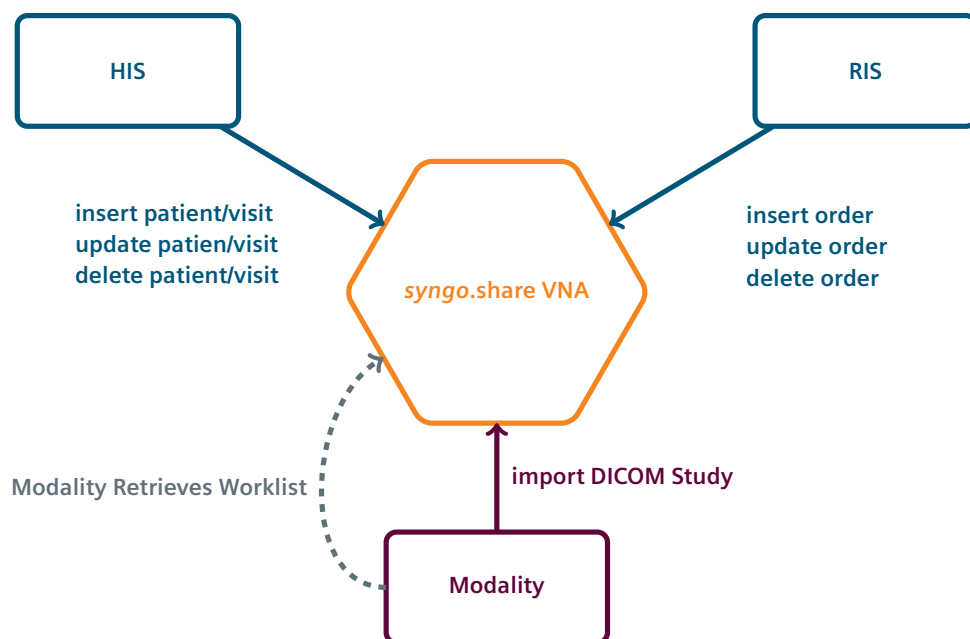 HIS
RIS
insert patient/visit
update patien/visit
delete patient/visit
insert order
update order
delete order
syngo.share VNA
Modality Retrieves Worklist
import DICOM Study
Modality